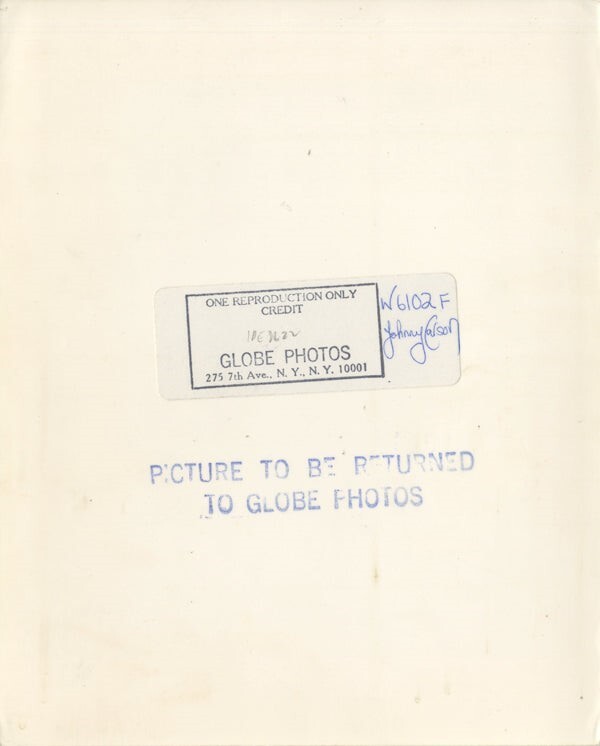 ONE REPRODUCTION ONLY
CREDIT
GLOBE PHOTOS
275 7th Ave., N. Y., N. Y. 10001
W6102F
Johnny Carson
PICTURE TO BE RETURNED
TO GLOBE PHOTOS